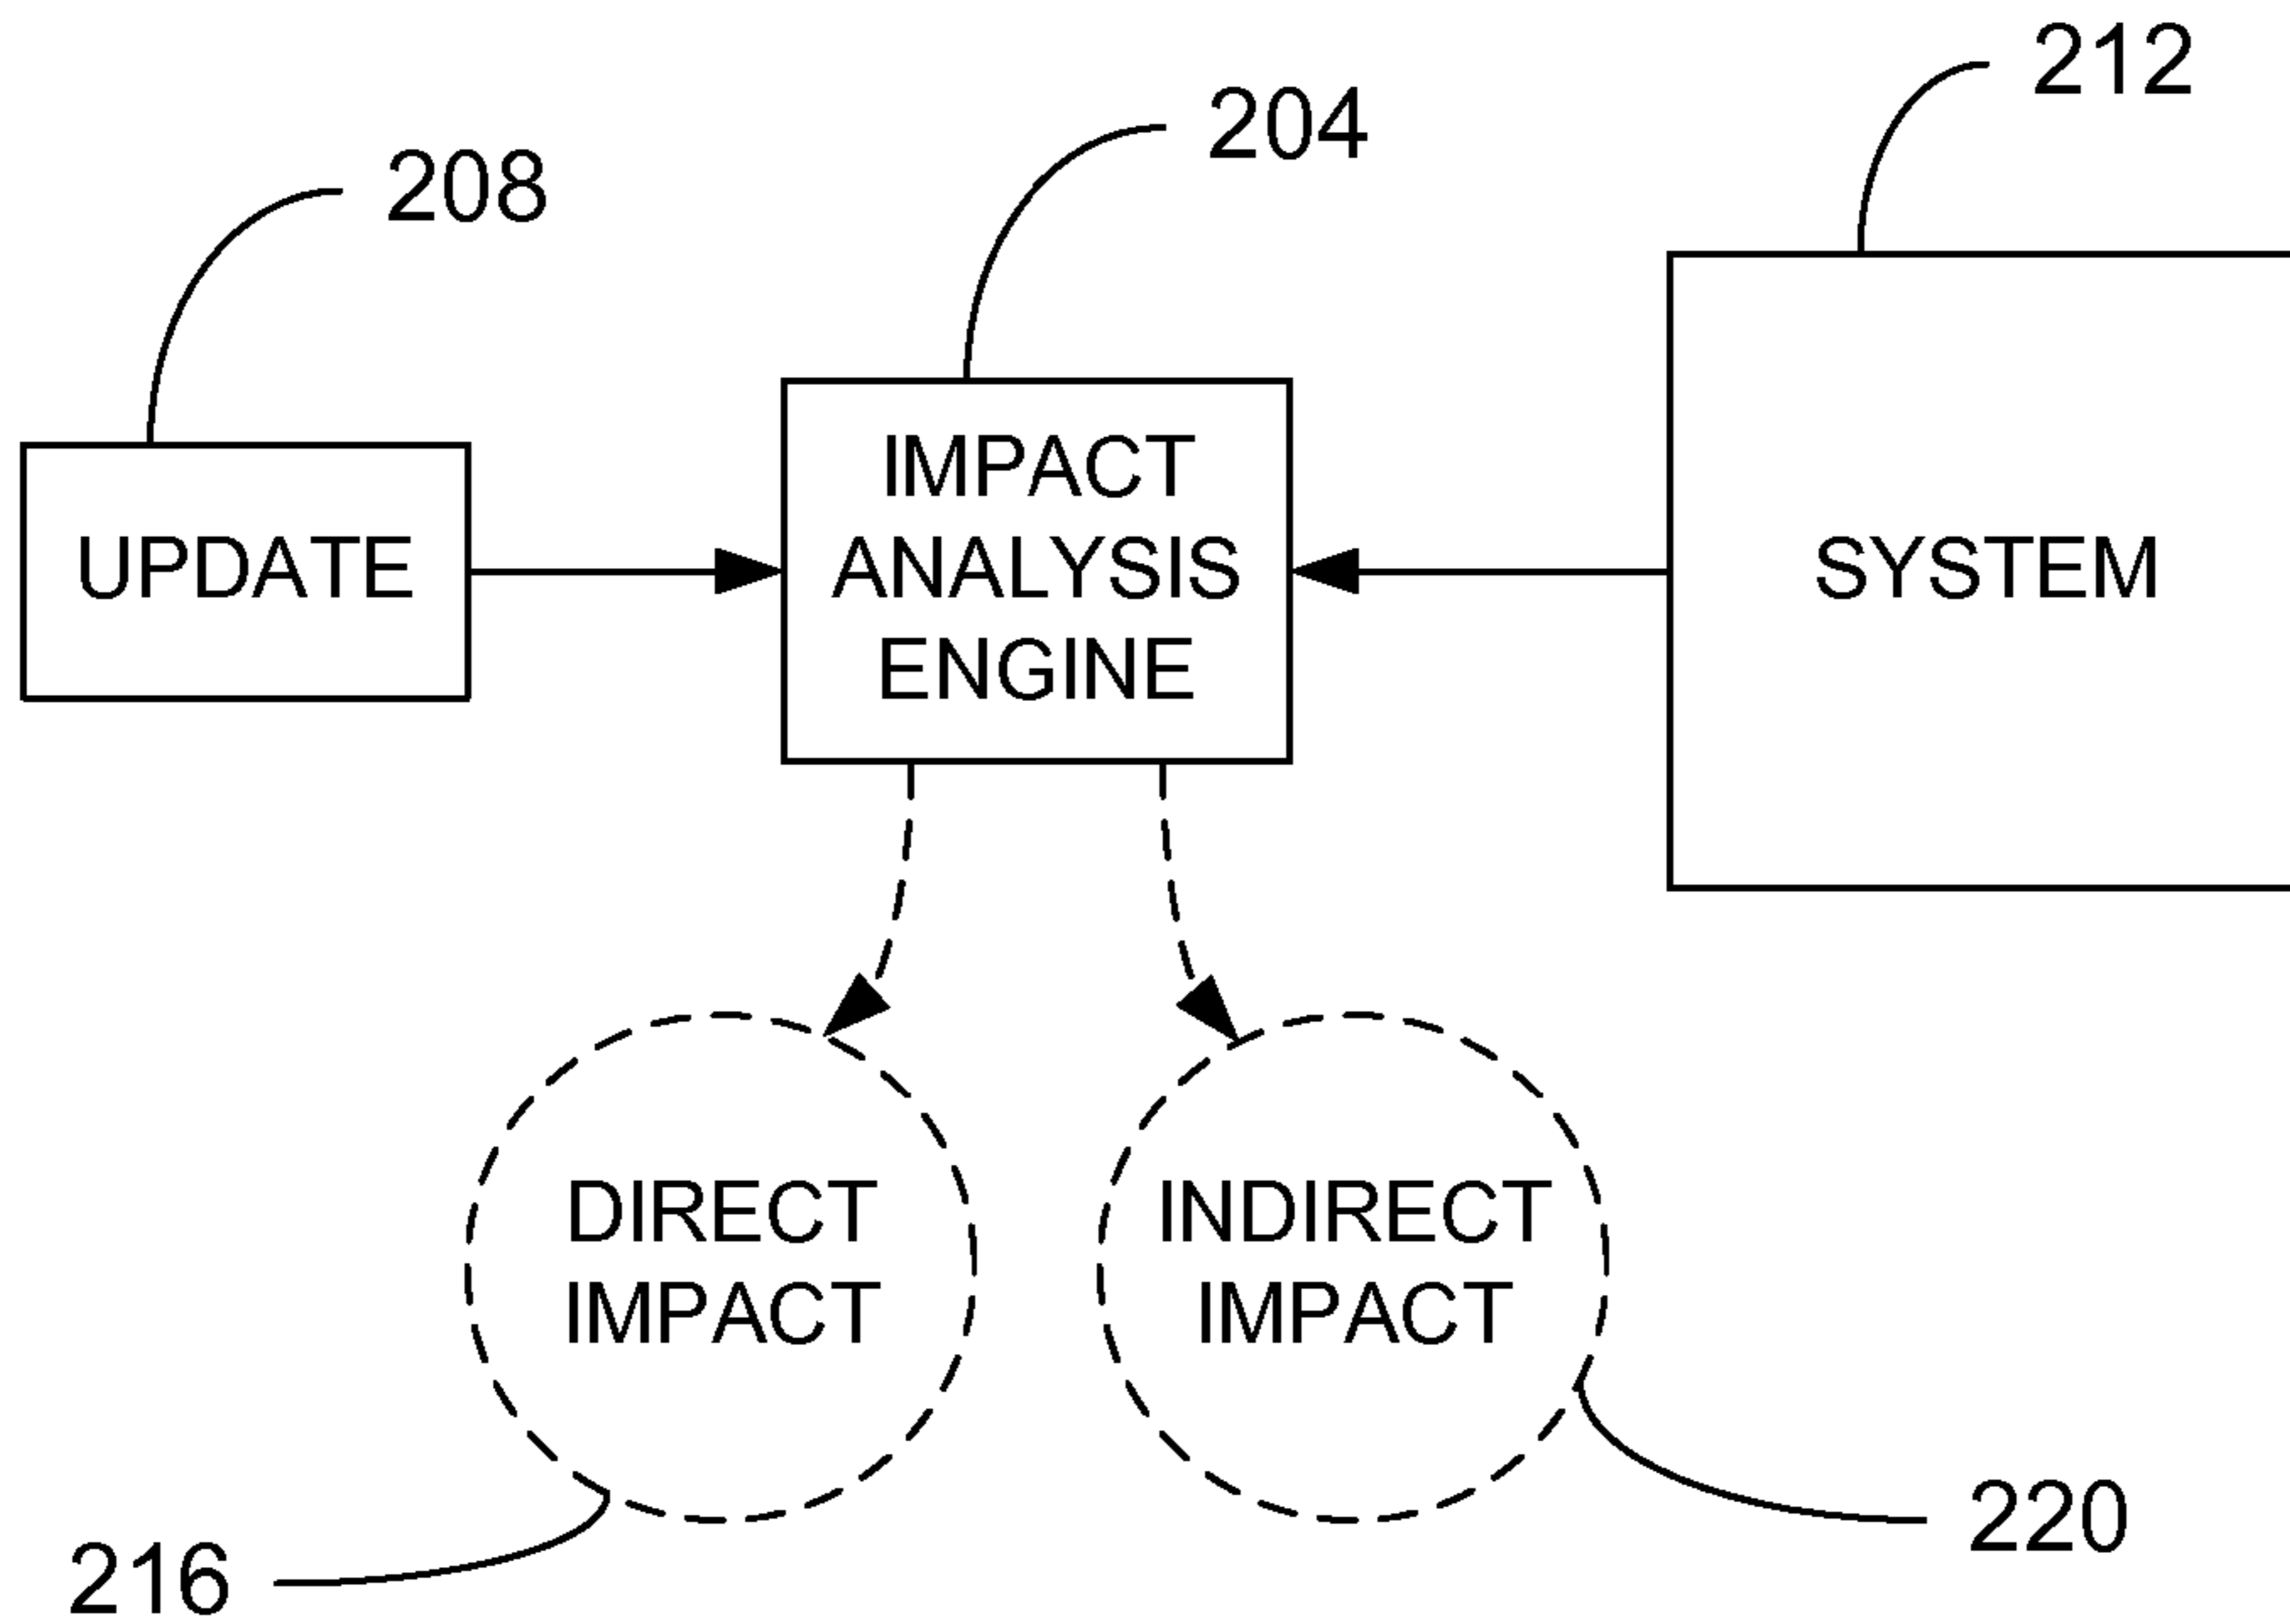 212
204
208
IMPACT
ANALYSIS
ENGINE
UPDATE
SYSTEM
DIRECT
IMPACT
INDIRECT
IMPACT
220
216